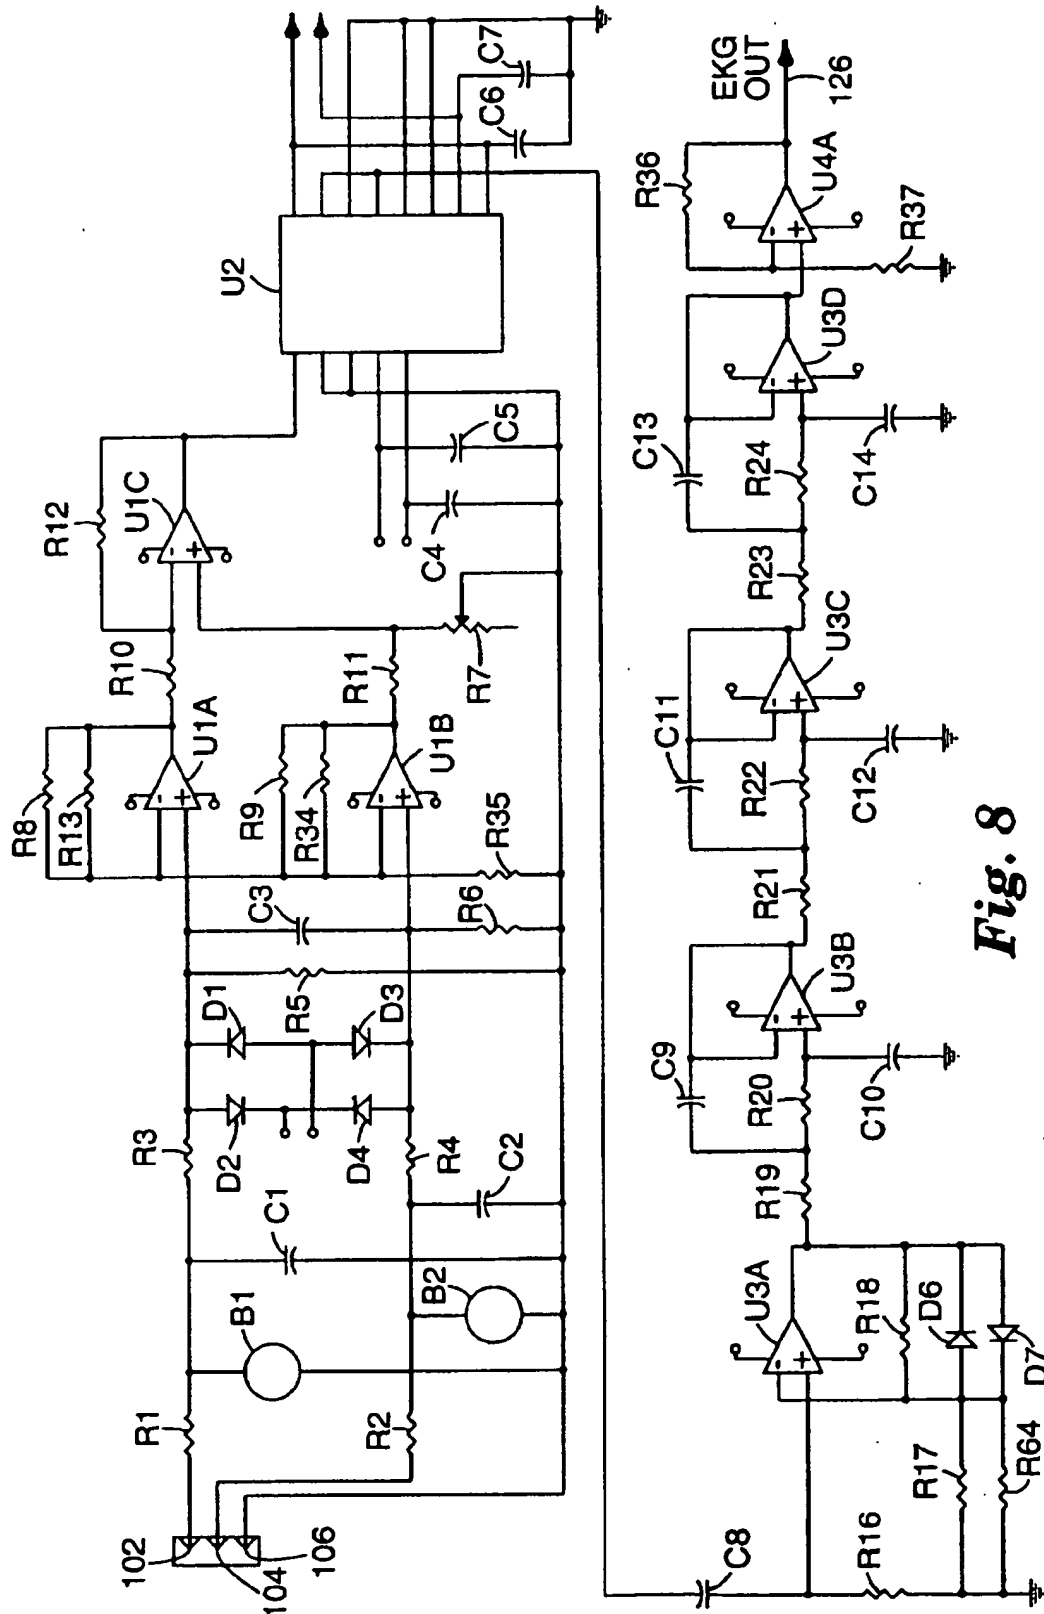 102
104
106
R1
B1
R2
B2
C1
C2
R3
R4
D2
D1
D4
D3
R5
C3
R6
R8
R13
U1A
R9
R34
U1B
R35
R10
R11
R7
R12
U1C
C4
C5
U2
C6
C7
C8
R16
R17
R64
U3A
R18
D6
D7
R19
R20
C9
C10
U3B
R21
R22
C11
C12
U3C
R23
R24
C13
C14
U3D
R36
U4A
R37
EKG
OUT
126
-
+
-
+
-
+
-
+
-
+
-
+
-
+
-
+
Fig. 8